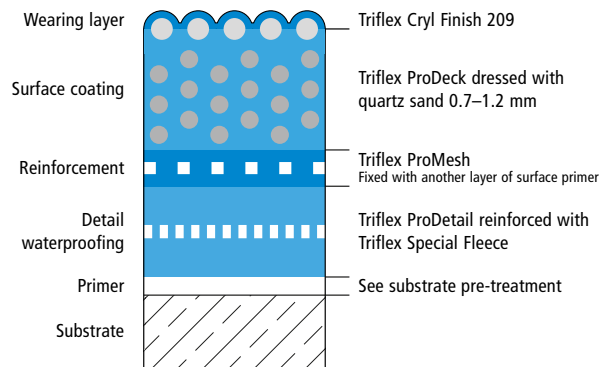 Wearing layer
Triflex Cryl Finish 209
Surface coating
Triflex ProDeck dressed with
quartz sand 0.7–1.2 mm
Reinforcement
Triflex ProMesh
Fixed with another layer of surface primer
Detail
waterproofing
Triflex ProDetail reinforced with
Triflex Special Fleece
Primer
See substrate pre-treatment
Substrate